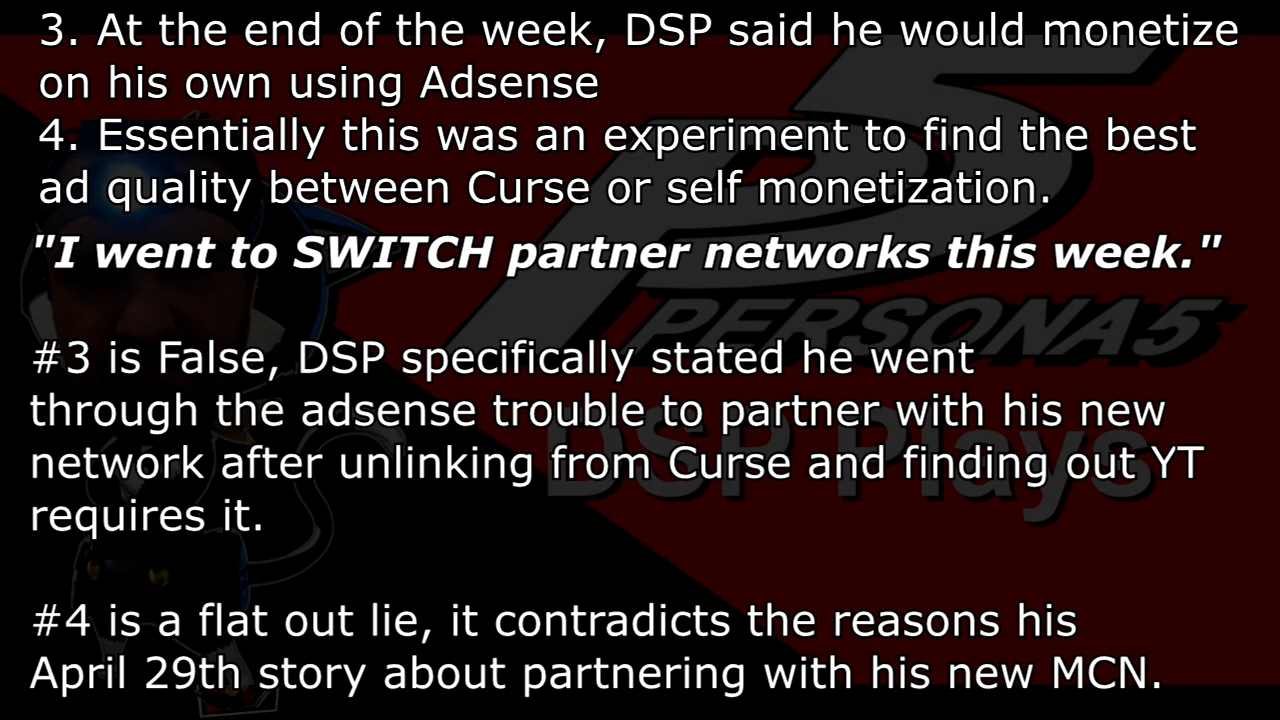 3. At the end of the week, DSP said he would monetize
on his own using Adsense
4. Essentially this was an experiment to find the best
ad quality between Curse or self monetization.
"I went to SWITCH partner networks this week."
PERSONA5
#3 is False, DSP specifically stated he went
through the adsense trouble to partner with his new
network after unlinking from Curse and finding out YT
requires it.
DSP Plays
#4 is a flat out lie, it contradicts the reasons his
April 29th story about partnering with his new MCN.